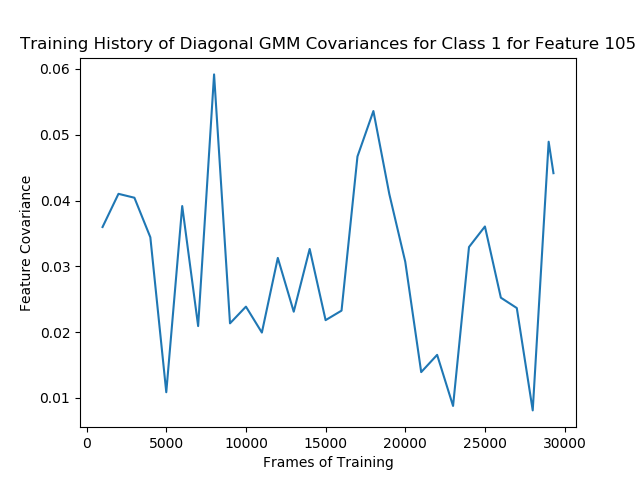 Training History of Diagonal GMM Covariances for Class 1 for Feature 105
0.06
0.05
0.04
0.03
0.02
0.01
Feature Covariance
0 5000 10000 15000 20000 25000 30000
Frames of Training